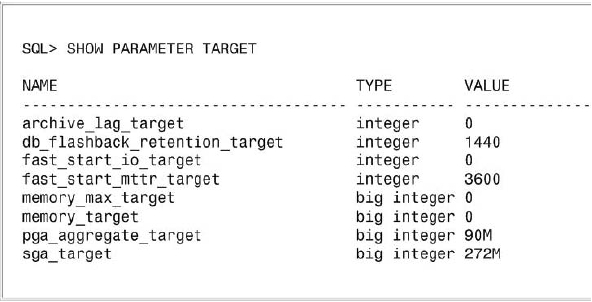 SQL> SHOW PARAMETER TARGET
NAME TYPE VALUE
---------------------------------- ----------- --------------
archive_lag_target integer 0
db_flashback_retention_target integer 1440
fast_start_io_target integer 0
fast_start_mttr_target integer 3600
memory_max_target big integer 0
memory_target big integer 0
pga_aggregate_target big integer 90M
sga_target big integer 272M